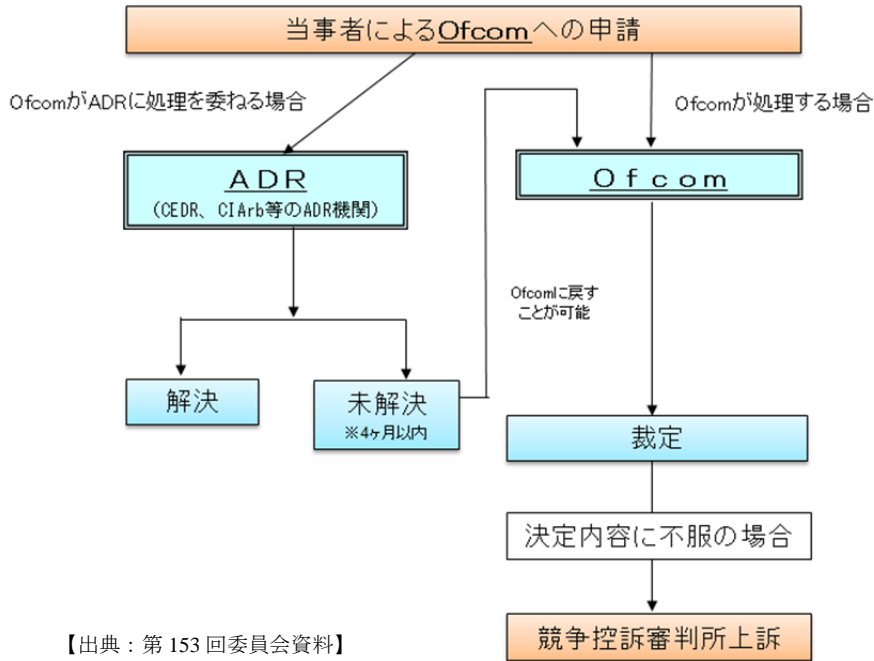 当事者によるOfcomへの申請
OfcomがADRに処理を委ねる場合
Ofcomが処理する場合
ADR
(CEDR、CIArb等のADR機関)
Ofcom
Ofcomに戻す
ことが可能
解決
未解決
※4ヶ月以内
裁定
決定内容に不服の場合
競争控訴審判所上訴
【出典：第 153 回委員会資料】